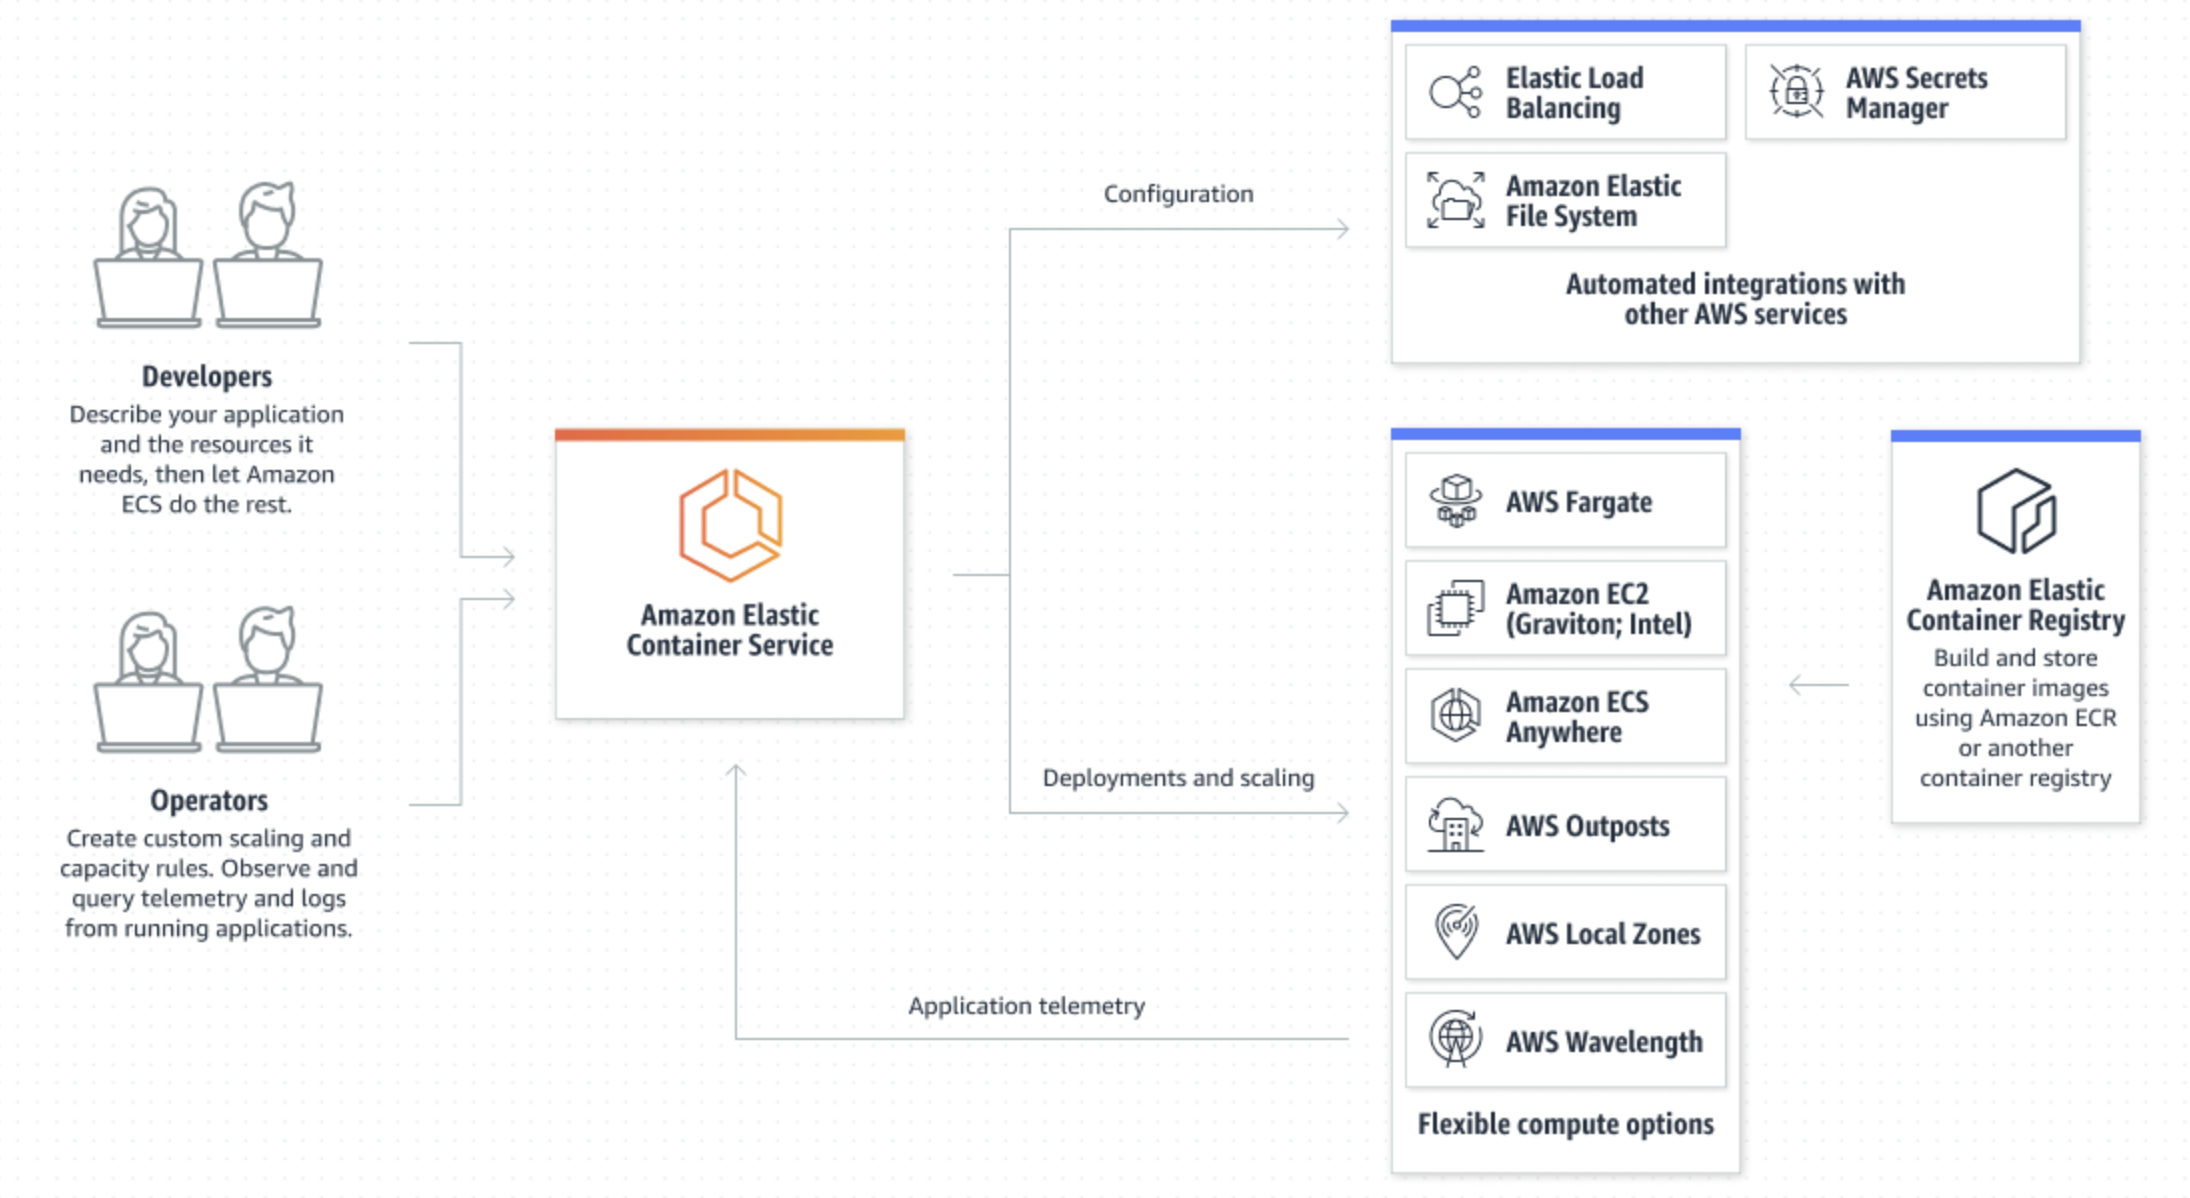 Developers
Describe your application
and the resources it
needs, then let Amazon
ECS do the rest.
Operators
Create custom scaling and
capacity rules. Observe and
query telemetry and logs
from running applications.
Amazon Elastic
Container Service
Configuration
Deployments and scaling
Application telemetry
Elastic Load
Balancing
AWS Secrets
Manager
Amazon Elastic
File System
Automated integrations with
other AWS services
AWS Fargate
Amazon EC2
(Graviton; Intel)
Amazon ECS
Anywhere
AWS Outposts
AWS Local Zones
AWS Wavelength
Flexible compute options
Amazon Elastic
Container Registry
Build and store
container images
using Amazon ECR
or another
container registry